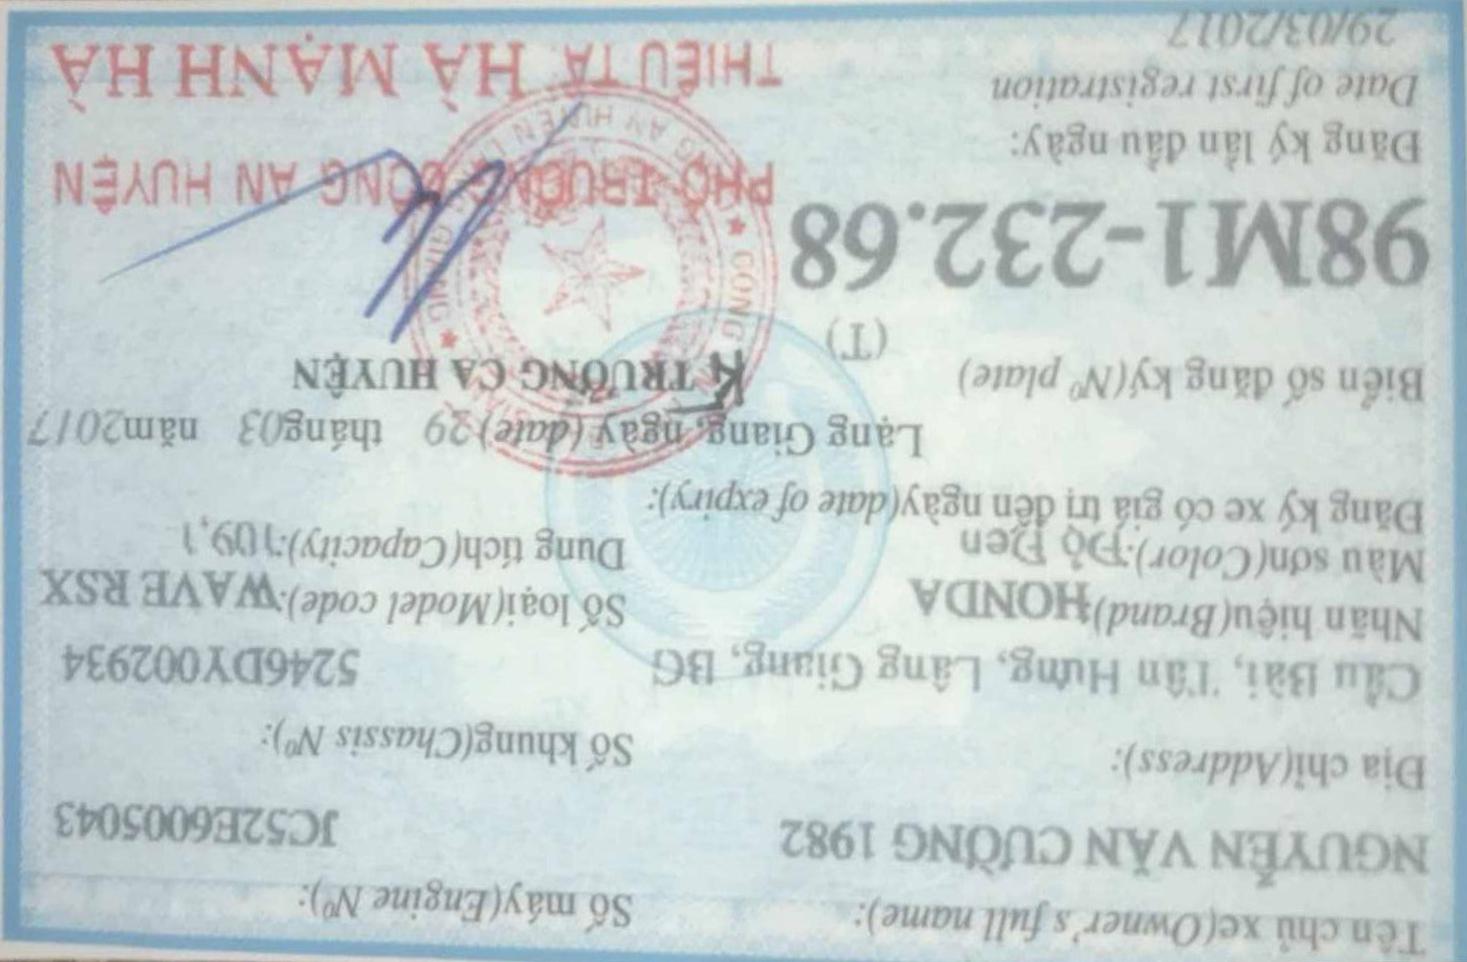 Tên chủ xe(Owner's full name):
NGUYỄN VĂN CƯỜNG 1982
Số máy(Engine Nº):
JC52E6005043
Địa chỉ(Address):
Cầu Bài, Tân Hưng, Lâng Giang, BG
Số khung(Chassis Nº):
5246DY002934
Nhãn hiệu(Brand):HONDA
Số loại(Model code):WAVE RSX
Màu sơn(Color):Đỏ Đen
Dung tích(Capacity):109,1
Đăng ký xe có giá trị đến ngày(date of expiry):
Lạng Giang, ngày (date) 29 tháng 03 năm 2017
Biển số đăng ký(Nº plate)
(T)
KT TRƯỞNG CA HUYỆN
98M1-232.68
PHÓ TRƯỞNG CÔNG AN HUYỆN
Đăng ký lần đầu ngày:
Date of first registration
29/03/2017
THIẾU TÁ. HÀ MẠNH HÀ